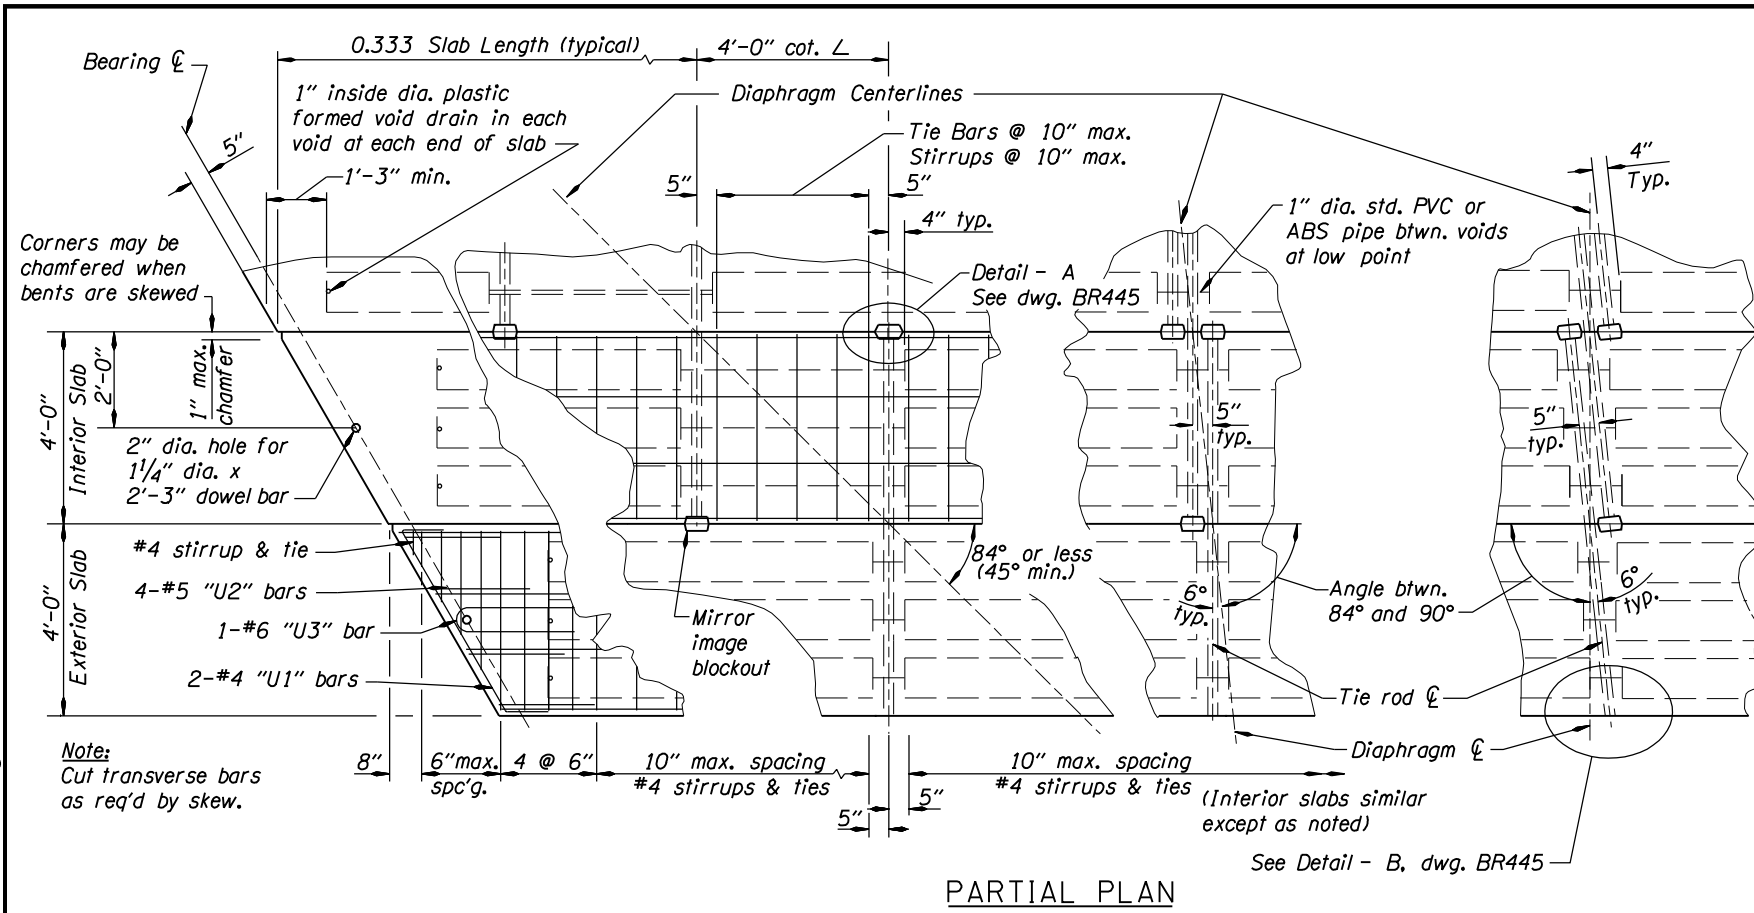 0.333 Slab Length (typical)
4'-0" cot. ∠
Bearing ℄
1" inside dia. plastic
formed void drain in each
void at each end of slab
Diaphragm Centerlines
Tie Bars @ 10" max.
Stirrups @ 10" max.
5"
1'-3" min.
5"
5"
4" typ.
4"
Typ.
1" dia. std. PVC or
ABS pipe btwn. voids
at low point
Corners may be
chamfered when
bents are skewed
Detail - A
See dwg. BR445
4'-0"
Interior Slab
2'-0"
1" max.
chamfer
2" dia. hole for
1 1/4" dia. x
2'-3" dowel bar
5"
typ.
5"
typ.
4'-0"
Exterior Slab
#4 stirrup & tie
4-#5 "U2" bars
1-#6 "U3" bar
2-#4 "U1" bars
Mirror
image
blockout
84° or less
(45° min.)
6°
typ.
Angle btwn.
84° and 90°
6°
typ.
Tie rod ℄
Diaphragm ℄
Note:
Cut transverse bars
as req'd by skew.
8"
6"max.
spc'g.
4 @ 6"
10" max. spacing
#4 stirrups & ties
5"
5"
10" max. spacing
#4 stirrups & ties
(Interior slabs similar
except as noted)
See Detail - B, dwg. BR445
PARTIAL PLAN